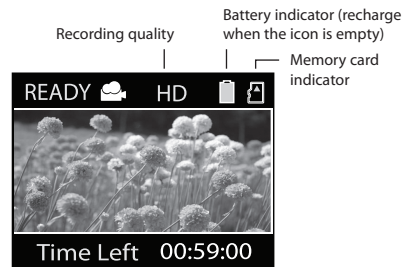 Battery indicator (recharge
when the icon is empty)
Recording quality
Memory card
indicator
READY HD
Time Left 00:59:00